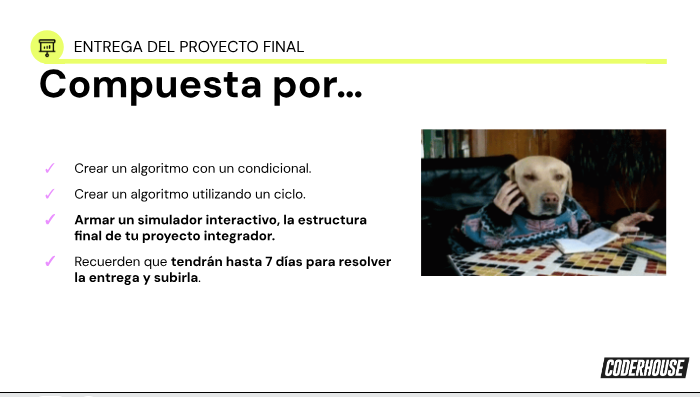 ENTREGA DEL PROYECTO FINAL
Compuesta por...
✓ Crear un algoritmo con un condicional.
✓ Crear un algoritmo utilizando un ciclo.
✓ Armar un simulador interactivo, la estructura
final de tu proyecto integrador.
✓ Recuerden que tendrán hasta 7 días para resolver
la entrega y subirla.
CODERHOUSE